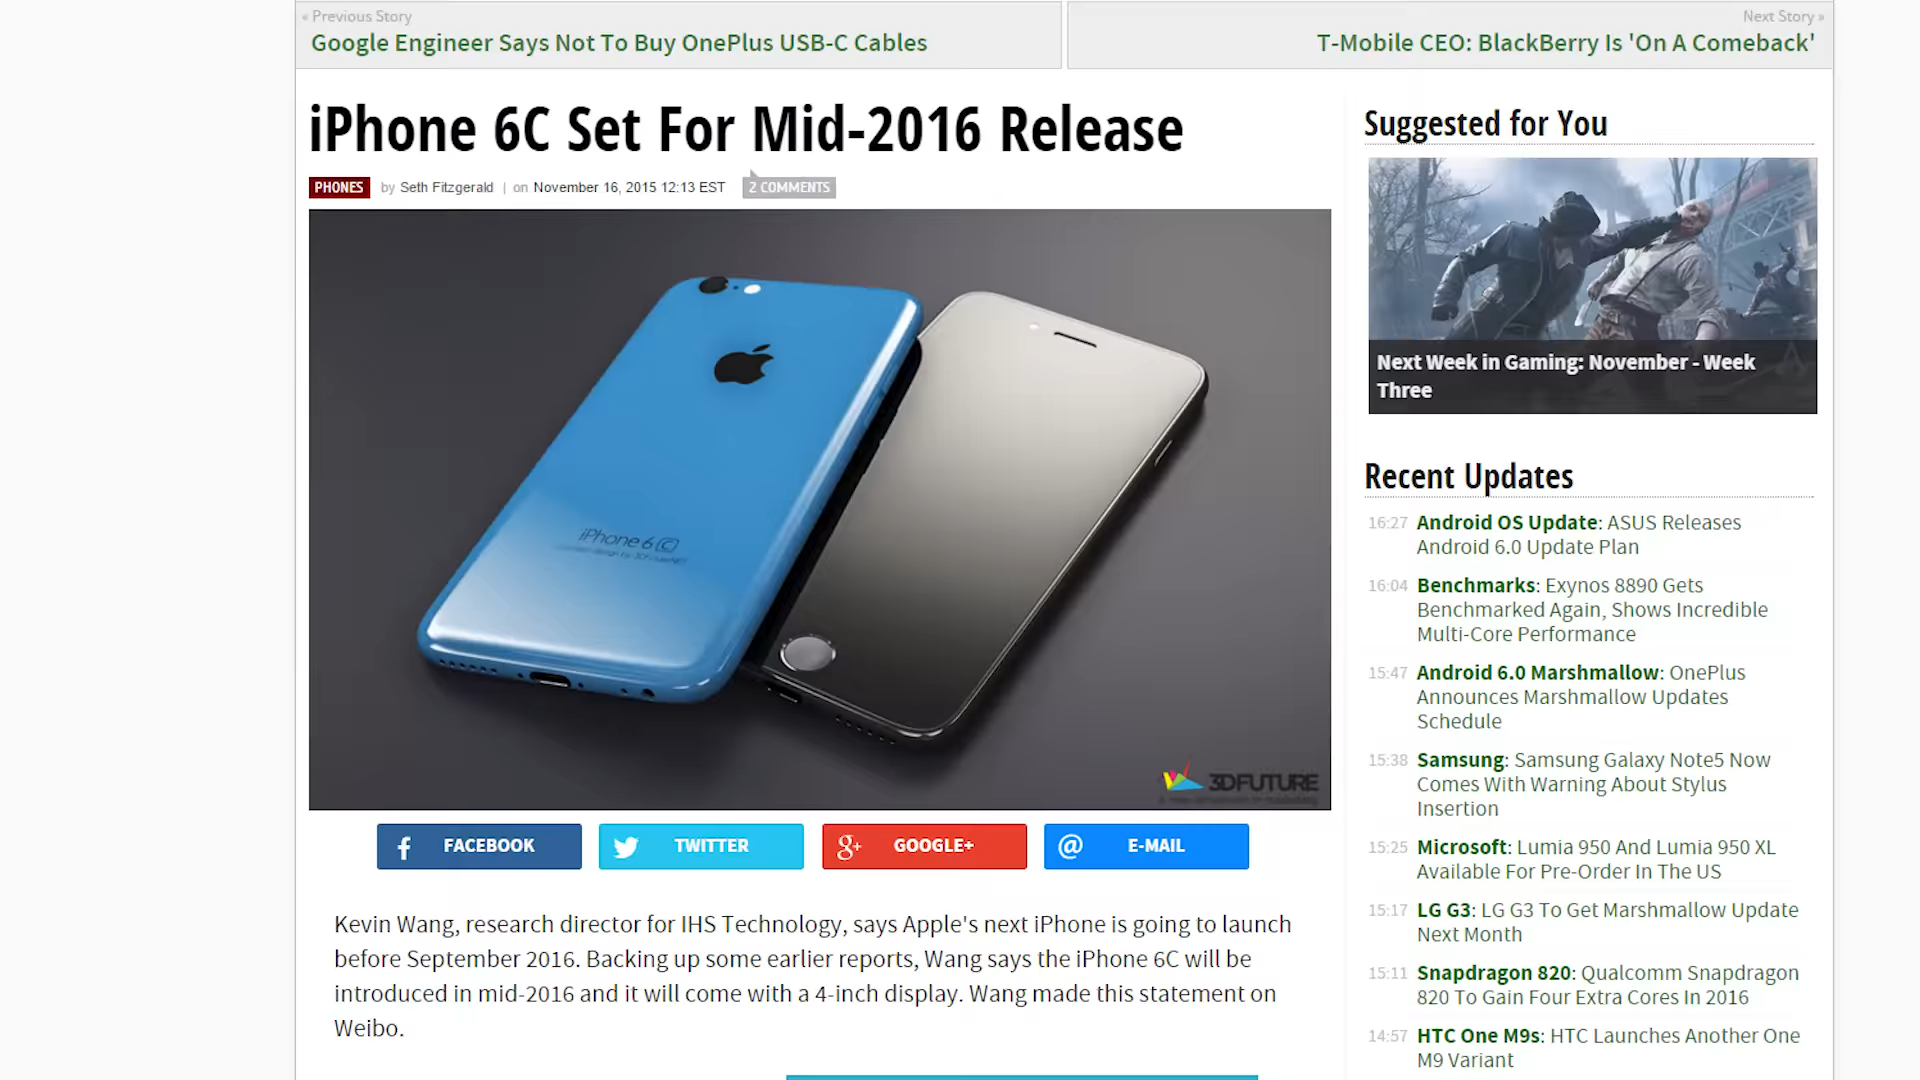 « Previous Story
Google Engineer Says Not To Buy OnePlus USB-C Cables
Next Story »
T-Mobile CEO: BlackBerry Is 'On A Comeback'
iPhone 6C Set For Mid-2016 Release
PHONES by Seth Fitzgerald | on November 16, 2015 12:13 EST 2 COMMENTS
iPhone 6 C
3DFUTURE
FACEBOOK
TWITTER
GOOGLE+
E-MAIL
Kevin Wang, research director for IHS Technology, says Apple's next iPhone is going to launch
before September 2016. Backing up some earlier reports, Wang says the iPhone 6C will be
introduced in mid-2016 and it will come with a 4-inch display. Wang made this statement on
Weibo.
Suggested for You
Next Week in Gaming: November - Week
Three
Recent Updates
16:27 Android OS Update: ASUS Releases
Android 6.0 Update Plan
16:04 Benchmarks: Exynos 8890 Gets
Benchmarked Again, Shows Incredible
Multi-Core Performance
15:47 Android 6.0 Marshmallow: OnePlus
Announces Marshmallow Updates
Schedule
15:38 Samsung: Samsung Galaxy Note5 Now
Comes With Warning About Stylus
Insertion
15:25 Microsoft: Lumia 950 And Lumia 950 XL
Available For Pre-Order In The US
15:17 LG G3: LG G3 To Get Marshmallow Update
Next Month
15:11 Snapdragon 820: Qualcomm Snapdragon
820 To Gain Four Extra Cores In 2016
14:57 HTC One M9s: HTC Launches Another One
M9 Variant